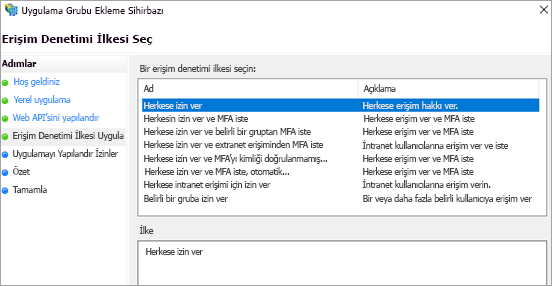 Uygulama Grubu Ekleme Sihirbazı
Erişim Denetimi İlkesi Seç
Adımlar
Hoş geldiniz
Yerel uygulama
Web API'sini yapılandır
Erişim Denetimi İlkesi Uygula
Uygulamayı Yapılandır İzinler
Özet
Tamamla
Bir erişim denetimi ilkesi seçin:
Ad Açıklama
Herkese izin ver Herkese erişim hakkı ver.
Herkesin izin ver ve MFA iste Herkese erişim ver ve MFA iste
Herkese izin ver ve belirli bir gruptan MFA iste Herkese erişim ver ve MFA iste
Herkese izin ver ve extranet erişiminden MFA iste İntranet kullanıcılarına erişim ver ve iste
Herkese izin ver ve MFA'yı kimliği doğrulanmamış... Herkese erişim ver ve MFA iste
Herkese izin ver ve MFA iste, otomatik... Herkese erişim ver ve MFA iste
Herkese intranet erişimi için izin ver İntranet kullanıcılarına erişim verin.
Belirli bir gruba izin ver Bir veya daha fazla belirli kullanıcıya erişim ver
İlke
Herkese izin ver